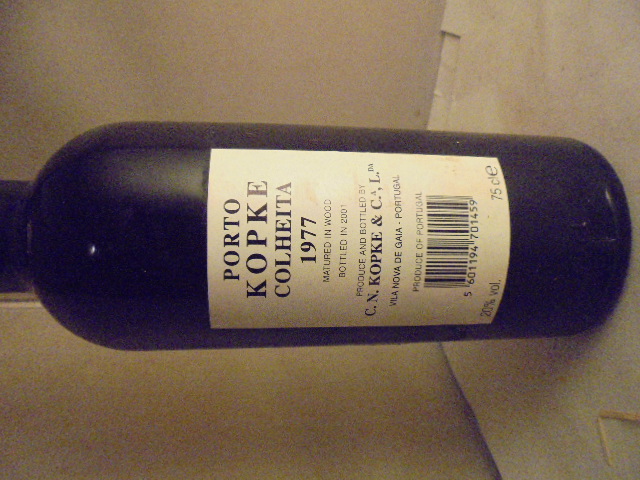 PORTO
KOPKE
COLHEITA
1977
MATURED IN WOOD
BOTTLED IN 2001
PRODUCE AND BOTTLED BY
C. N. KOPKE & C.ª, L.DA
VILA NOVA DE GAIA - PORTUGAL
PRODUCE OF PORTUGAL
5 601194 701459
20% vol. 75 cl e